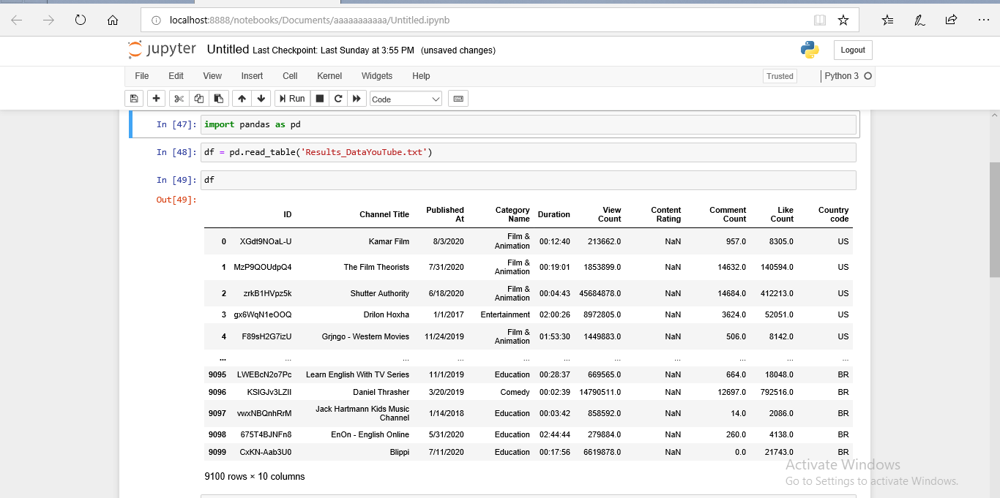 localhost:8888/notebooks/Documents/aaaaaaaaaaa/Untitled.ipynb
jupyter Untitled Last Checkpoint: Last Sunday at 3:55 PM (unsaved changes) Logout
File Edit View Insert Cell Kernel Widgets Help Trusted Python 3
Run Code
In [47]: import pandas as pd
In [48]: df = pd.read_table('Results_DataYouTube.txt')
In [49]: df
Out[49]:
ID Channel Title Published At Category Name Duration View Count Content Rating Comment Count Like Count Country code
0 XGdt9NOaL-U Kamar Film 8/3/2020 Film & Animation 00:12:40 213662.0 NaN 957.0 8305.0 US
1 MzP9QOUdpQ4 The Film Theorists 7/31/2020 Film & Animation 00:19:01 1853899.0 NaN 14632.0 140594.0 US
2 zrkB1HVpz5k Shutter Authority 6/18/2020 Film & Animation 00:04:43 45684878.0 NaN 14684.0 412213.0 US
3 gx6WqN1eOOQ Drilon Hoxha 1/1/2017 Entertainment 02:00:26 8972805.0 NaN 3624.0 52051.0 US
4 F89sH2G7izU Grjngo - Western Movies 11/24/2019 Film & Animation 01:53:30 1449883.0 NaN 506.0 8142.0 US
... ... ... ... ... ... ... ... ... ... ...
9095 LWEBcN2o7Pc Learn English With TV Series 11/1/2019 Education 00:28:37 669565.0 NaN 664.0 18048.0 BR
9096 KSIGJv3LZII Daniel Thrasher 3/20/2019 Comedy 00:02:39 14790511.0 NaN 12697.0 792516.0 BR
9097 vwxNBQnhRrM Jack Hartmann Kids Music Channel 1/14/2018 Education 00:03:42 858592.0 NaN 14.0 2086.0 BR
9098 675T4BJNFn8 EnOn - English Online 5/31/2020 Education 02:44:44 279884.0 NaN 260.0 4138.0 BR
9099 CxKN-Aab3U0 Blippi 7/11/2020 Education 00:17:56 6619878.0 NaN 0.0 21743.0 BR
9100 rows × 10 columns
Activate Windows
Go to Settings to activate Windows.